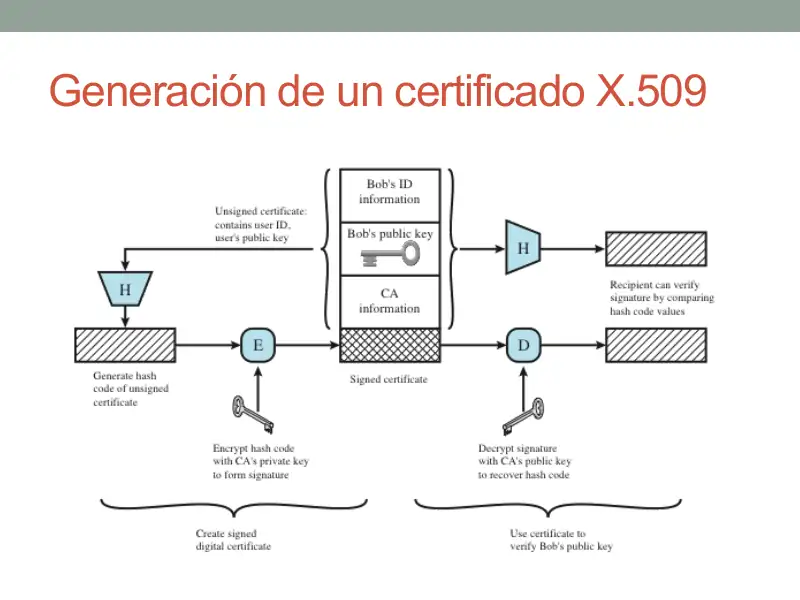 Generación de un certificado X.509
Bob's ID
information
Unsigned certificate:
contains user ID,
user's public key
Bob's public key
H
H
CA
information
Recipient can verify
signature by comparing
hash code values
E
D
Generate hash
code of unsigned
certificate
Signed certificate
Encrypt hash code
with CA's private key
to form signature
Decrypt signature
with CA's public key
to recover hash code
Create signed
digital certificate
Use certificate to
verify Bob's public key